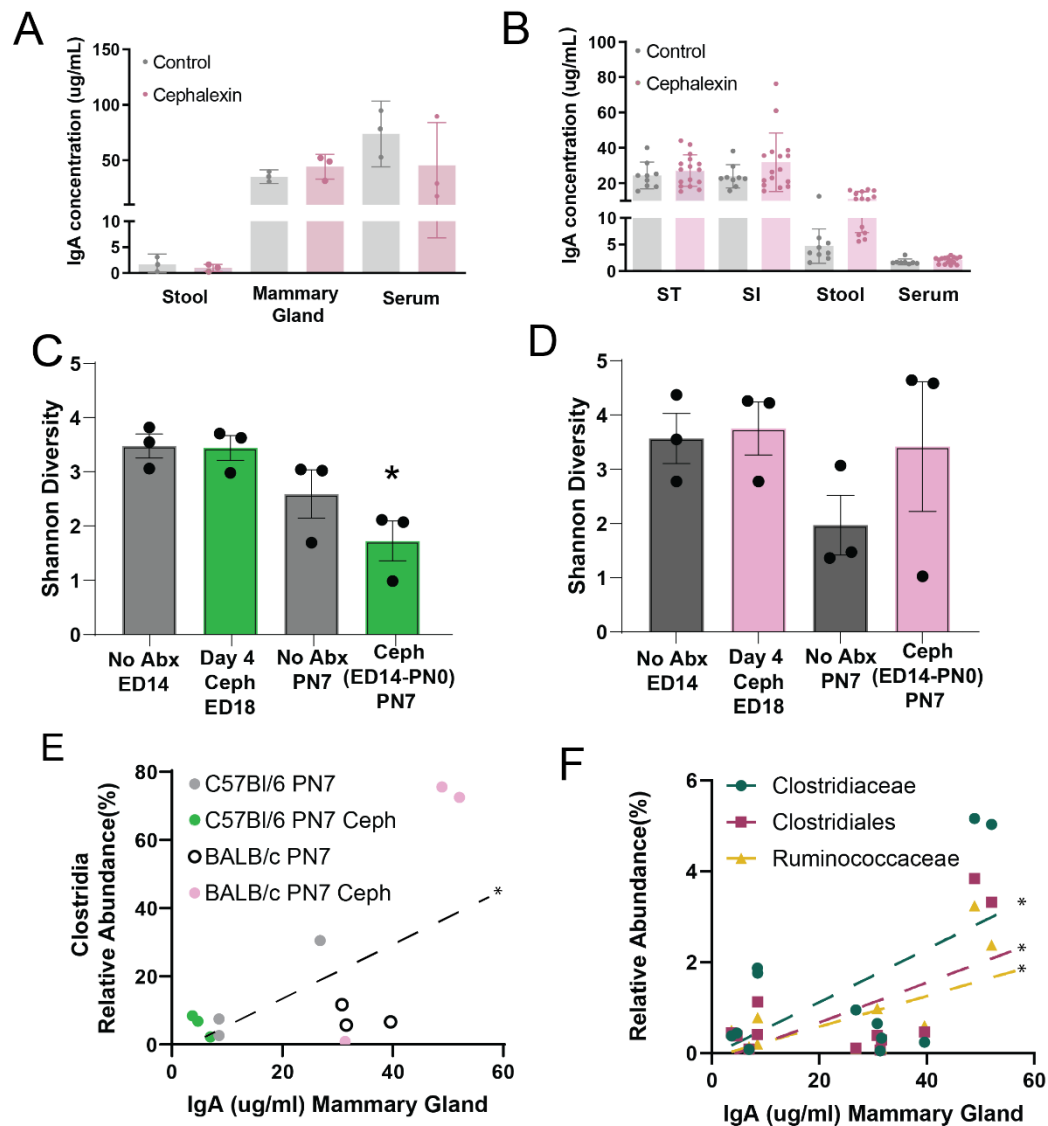 A
IgA concentration (ug/mL)
150
100
50
10
5
0
Control
Cephalexin
Stool
Mammary
Gland
Serum
B
IgA concentration (ug/mL)
100
80
60
40
20
10
5
0
Control
Cephalexin
ST
SI
Stool
Serum
C
Shannon Diversity
5
4
3
2
1
0
*
No Abx
ED14
Day 4
Ceph
ED18
No Abx
PN7
Ceph
(ED14-PN0)
PN7
D
Shannon Diversity
5
4
3
2
1
0
No Abx
ED14
Day 4
Ceph
ED18
No Abx
PN7
Ceph
(ED14-PN0)
PN7
E
Clostridia
Relative Abundance(%)
80
60
40
20
0
C57Bl/6 PN7
C57Bl/6 PN7 Ceph
BALB/c PN7
BALB/c PN7 Ceph
*
0 20 40 60
IgA (ug/ml) Mammary Gland
F
Relative Abundance(%)
6
4
2
0
Clostridiaceae
Clostridiales
Ruminococcaceae
*
*
*
0 20 40 60
IgA (ug/ml) Mammary Gland